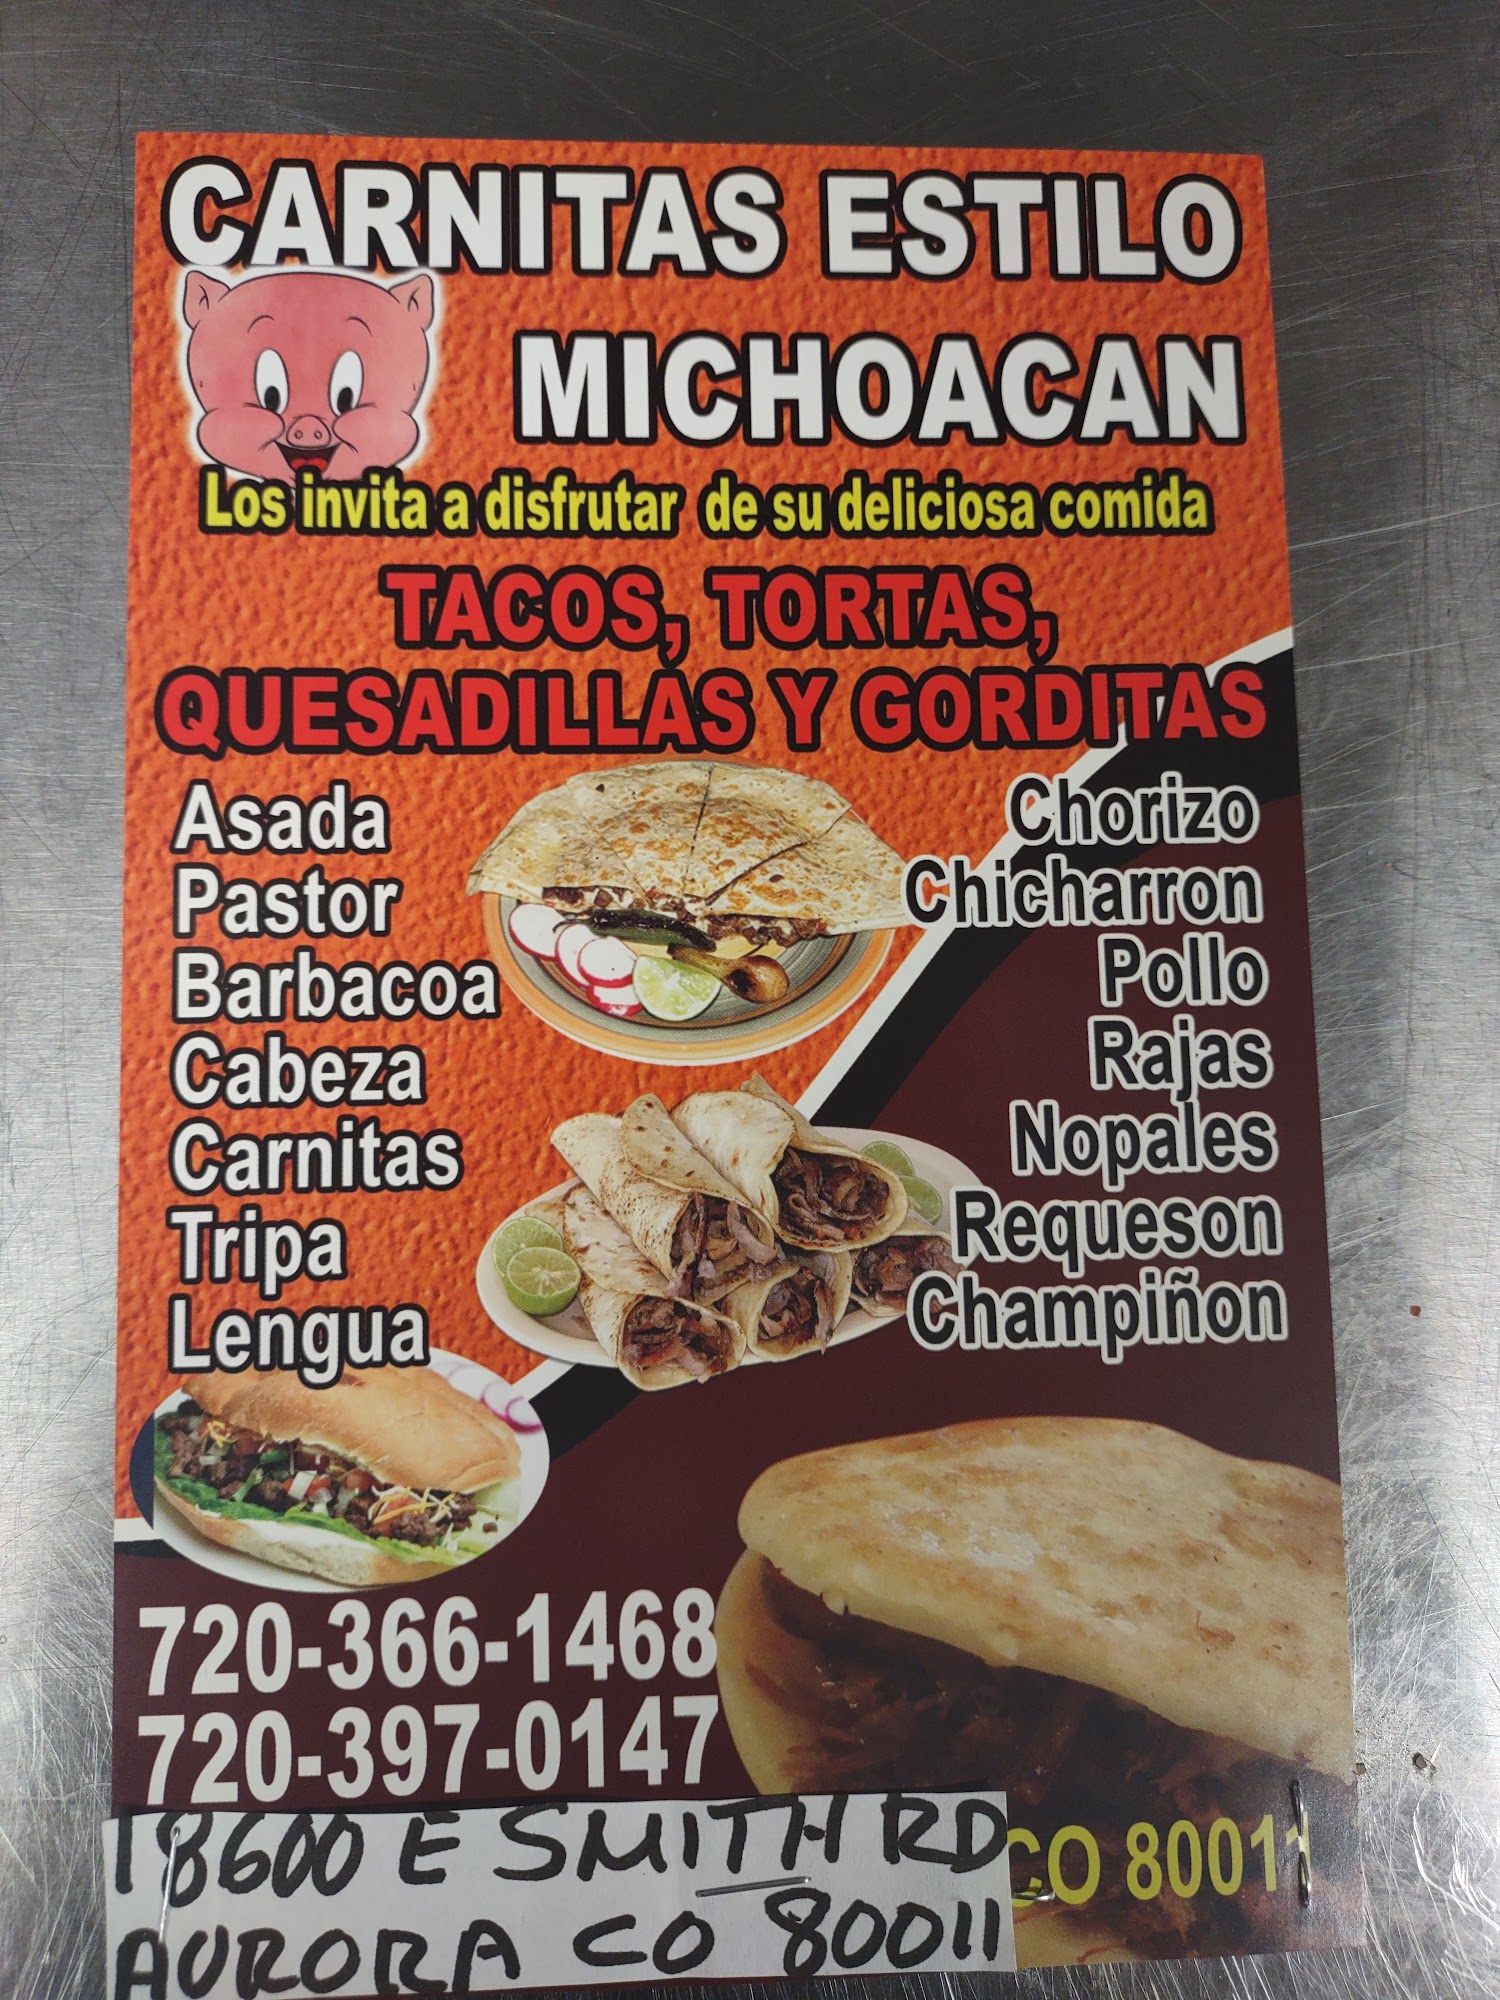 CARNITAS ESTILO
MICHOACAN
Los invita a disfrutar de su deliciosa comida
TACOS, TORTAS,
QUESADILLAS Y GORDITAS
Asada
Pastor
Barbacoa
Cabeza
Carnitas
Tripa
Lengua
Chorizo
Chicharron
Pollo
Rajas
Nopales
Requeson
Champiñon
720-366-1468
720-397-0147
18600 E SMITH RD
AURORA CO 80011
CO 80011